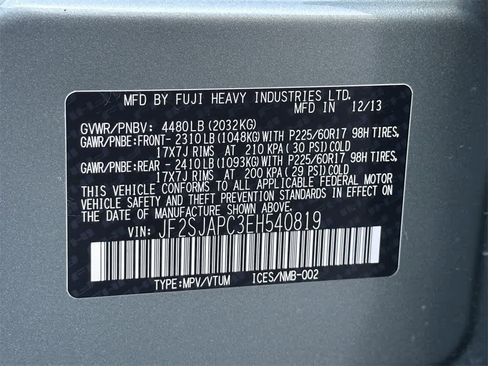 MFD. BY FUJI HEAVY INDUSTRIES LTD.
MFD IN 12/13
GVWR/PNBV: 4480LB(2032KG)
GAWR/PNBE:FRONT- 2310LB(1048KG)WITH P225/60R17 98H TIRES,
17X7J RIMS AT 210 KPA( 30 PSI)COLD
GAWR/PNBE:REAR - 2410LB(1093KG)WITH P225/60R17 98H TIRES,
17X7J RIMS AT 200 KPA( 29 PSI)COLD
THIS VEHICLE CONFORMS TO ALL APPLICABLE FEDERAL MOTOR
VEHICLE SAFETY STANDARDS IN EFFECT ON THE
DATE OF MANUFACTURE SHOWN ABOVE.
VIN: JF2SJAPC3EH540819
TYPE:MPV/VTUM ICES/NMB-002